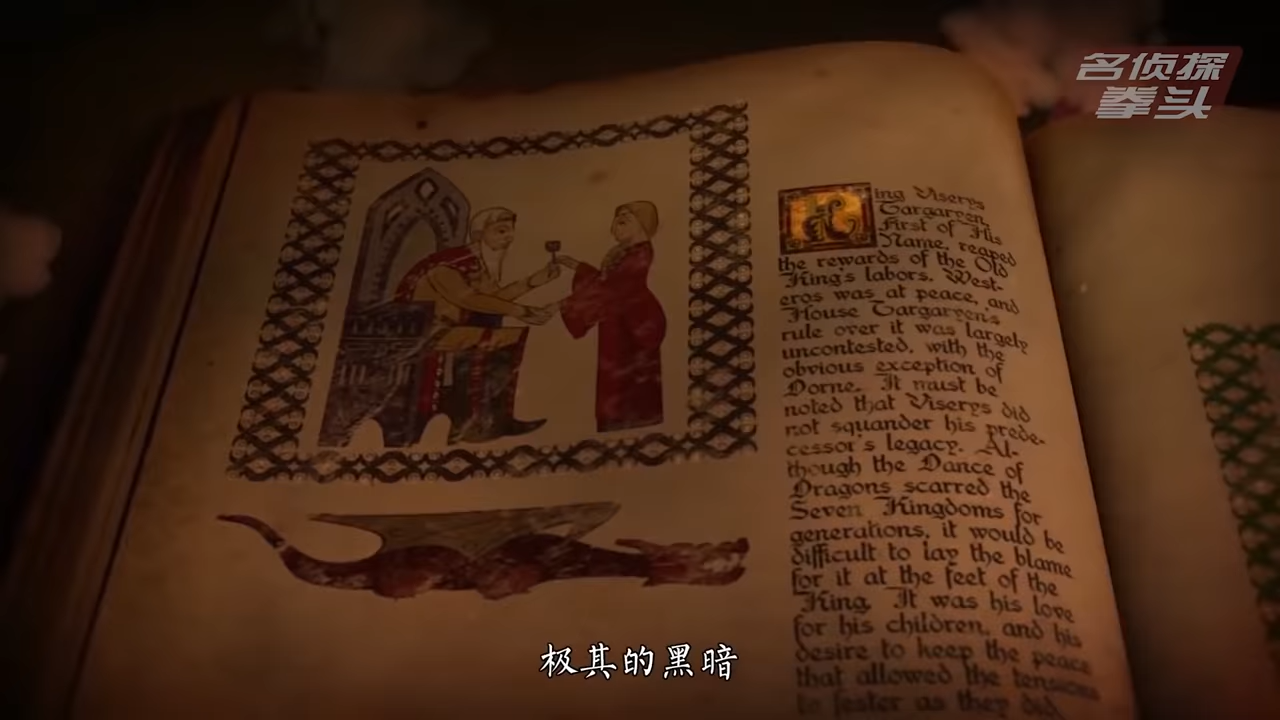 名侦探
拳头
King Viserys
Targaryen,
First of His
Name, reaped
the rewards of the Old
King's labors. West-
eros was at peace, and
House Targaryen's
rule over it was largely
uncontested, with the
obvious exception of
Dorne. It must be
noted that Viserys did
not squander his prede-
cessor's legacy. Al-
though the Dance of
Dragons scarred the
Seven Kingdoms for
generations, it would be
difficult to lay the blame
for it at the feet of the
King. It was his love
for his children, and his
desire to keep the peace
that allowed the tensions
to fester as they did.
极其的黑暗